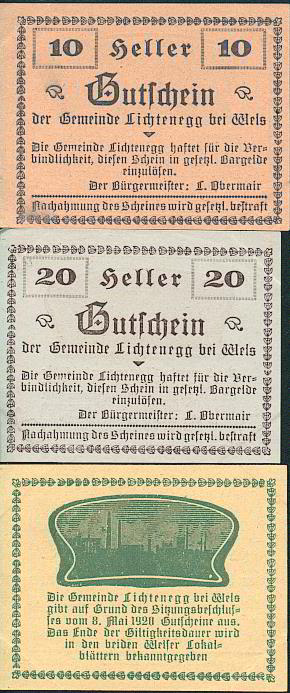 10 Heller 10
Gutschein
der Gemeinde Lichtenegg bei Wels
Die Gemeinde Lichtenegg haftet für die Ver-
bindlichkeit, diesen Schein in gesetzl. Bargelde
einzulösen.
Der Bürgermeister: L. Obermair
Nachahmung des Scheines wird gesetzl. bestraft
20 Heller 20
Gutschein
der Gemeinde Lichtenegg bei Wels
Die Gemeinde Lichtenegg haftet für die Ver-
bindlichkeit, diesen Schein in gesetzl. Bargelde
einzulösen.
Der Bürgermeister: L. Obermair
Nachahmung des Scheines wird gesetzl. bestraft
Die Gemeinde Lichtenegg bei Wels
gibt auf Grund des Sitzungsbeschlus-
ses vom 8. Mai 1920 Gutscheine aus.
Das Ende der Giltigkeitsdauer wird
in den beiden Welser Lokal-
blättern bekanntgegeben